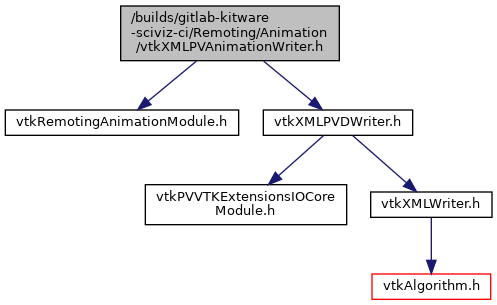 /builds/gitlab-kitware
-sciviz-ci/Remoting/Animation
/vtkXMLPVAnimationWriter.h
vtkRemotingAnimationModule.h
vtkXMLPVDWriter.h
vtkPVVTKExtensionsIOCore
Module.h
vtkXMLWriter.h
vtkAlgorithm.h